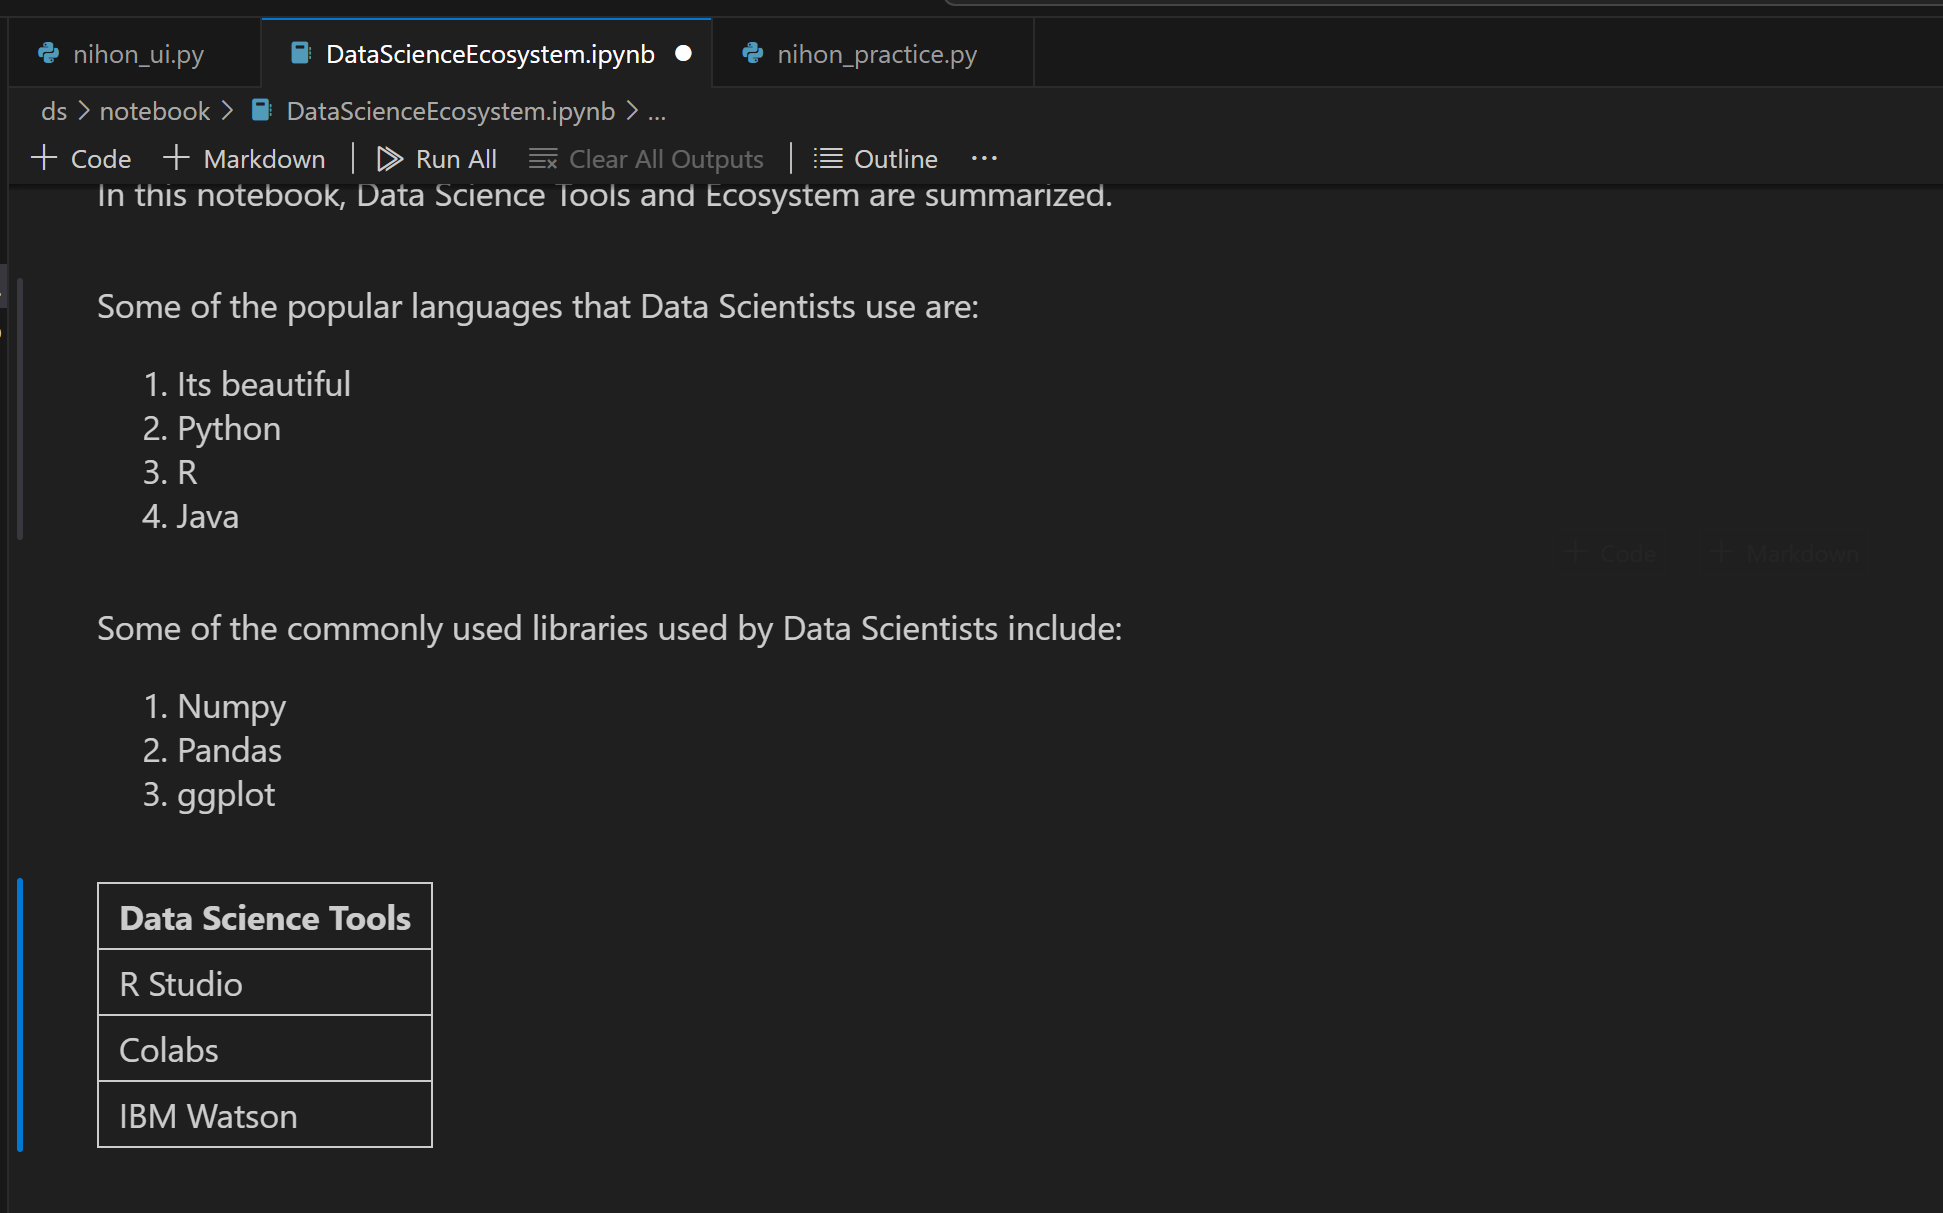 nihon_ui.py
DataScienceEcosystem.ipynb
nihon_practice.py
ds > notebook > DataScienceEcosystem.ipynb > ...
+ Code + Markdown | Run All Clear All Outputs | Outline ...
In this notebook, Data Science Tools and Ecosystem are summarized.
Some of the popular languages that Data Scientists use are:
1. Its beautiful
2. Python
3. R
4. Java
+ Code + Markdown
Some of the commonly used libraries used by Data Scientists include:
1. Numpy
2. Pandas
3. ggplot
Data Science Tools
R Studio
Colabs
IBM Watson